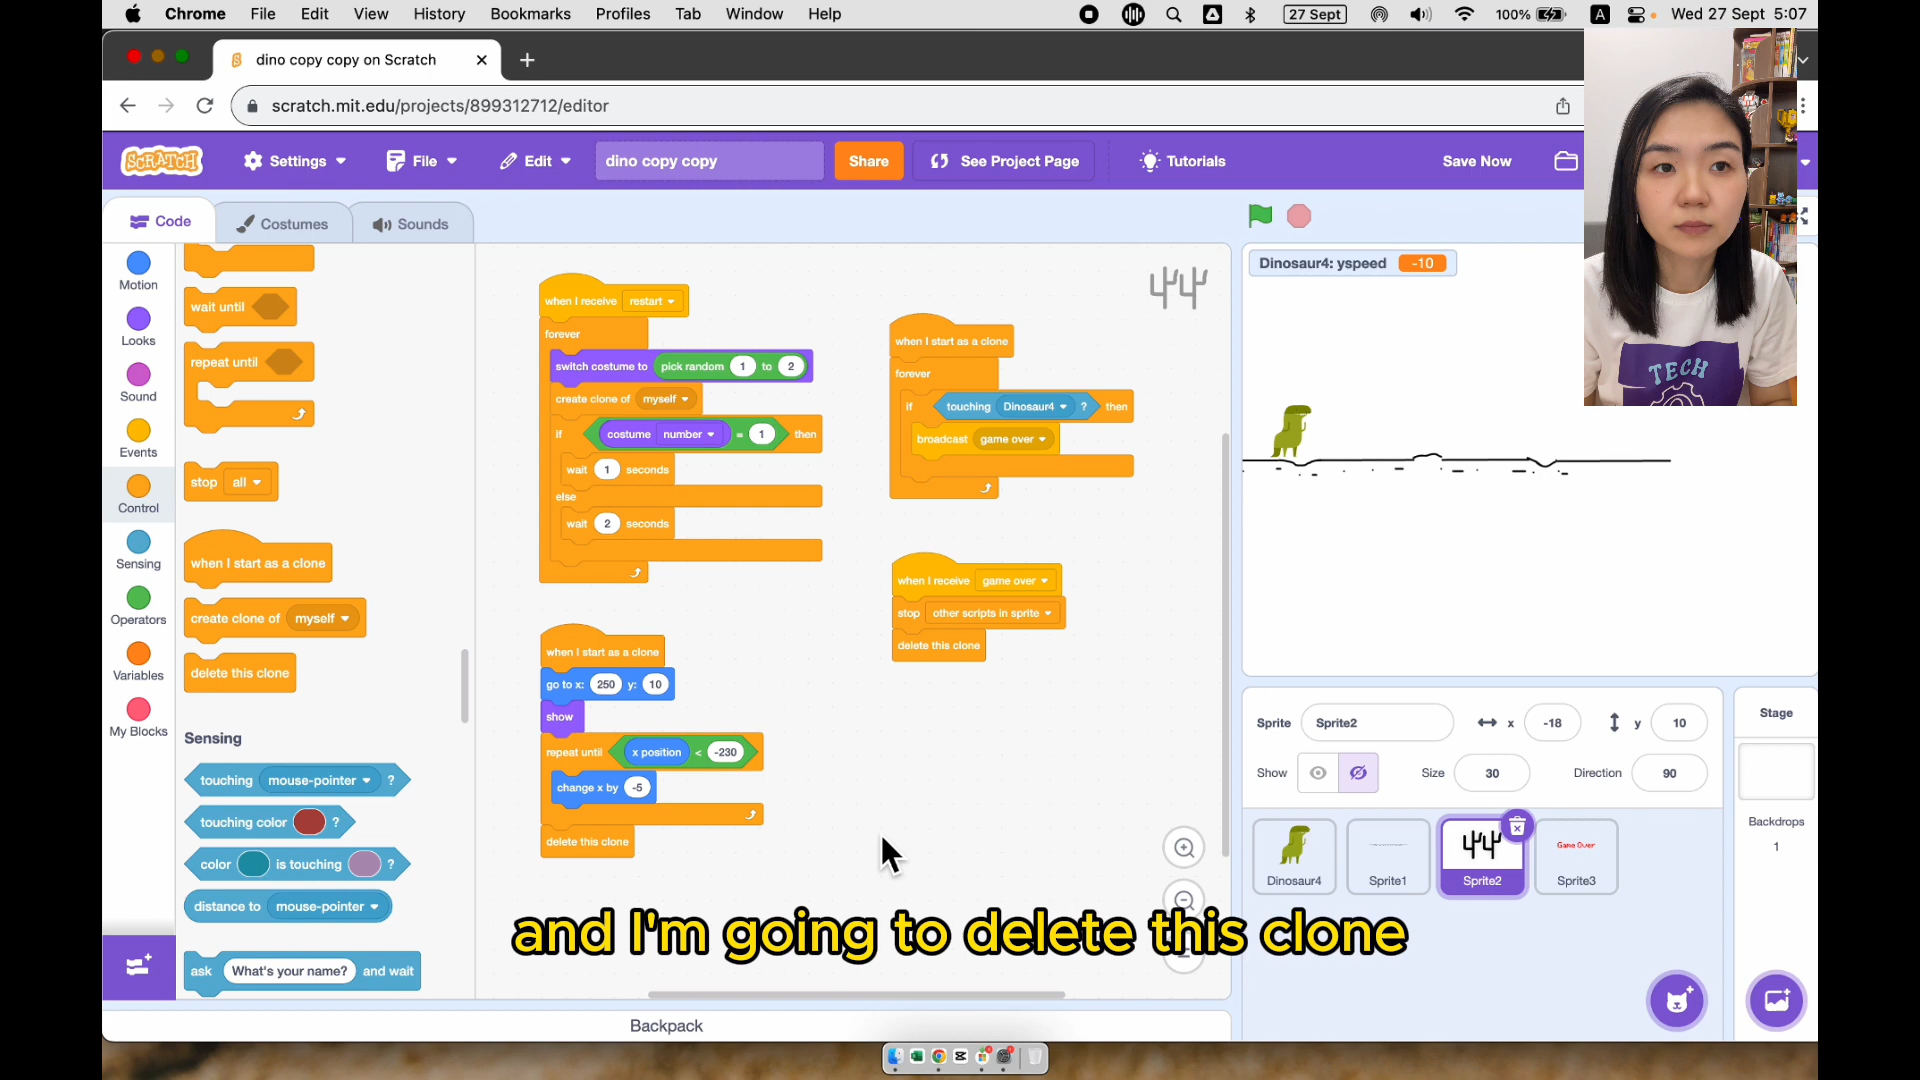 Chrome File Edit View History Bookmarks Profiles Tab Window Help
27 Sept 100% A Wed 27 Sept 5:07
dino copy copy on Scratch
scratch.mit.edu/projects/899312712/editor
SCRATCH Settings File Edit dino copy copy Share See Project Page Tutorials Save Now
Code Costumes Sounds
Motion
Looks
Sound
Events
Control
Sensing
Operators
Variables
My Blocks
wait until
repeat until
stop all
when I start as a clone
create clone of myself
delete this clone
Sensing
touching mouse-pointer ?
touching color ?
color is touching ?
distance to mouse-pointer
ask What's your name? and wait
when I receive restart
forever
switch costume to pick random 1 to 2
create clone of myself
if costume number = 1 then
wait 1 seconds
else
wait 2 seconds
when I start as a clone
go to x: 250 y: 10
show
repeat until x position < -230
change x by -5
delete this clone
when I start as a clone
forever
if touching Dinosaur4 ? then
broadcast game over
when I receive game over
stop other scripts in sprite
delete this clone
Dinosaur4: yspeed -10
TECH
Sprite Sprite2 x -18 y 10
Show Size 30 Direction 90
Dinosaur4
Sprite1
Sprite2
Game Over
Sprite3
Stage
Backdrops
1
and I'm going to delete this clone
Backpack